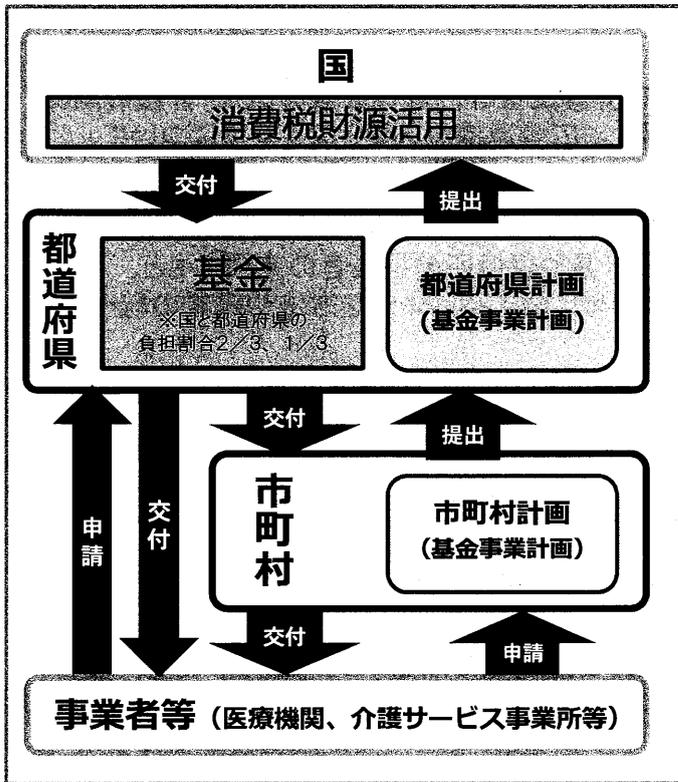 国
消費税財源活用
交付
提出
都道府県
基金
※国と都道府県の
負担割合2／3、1／3
都道府県計画
(基金事業計画)
交付
提出
申請
交付
市町村
市町村計画
(基金事業計画)
交付
申請
事業者等(医療機関、介護サービス事業所等)